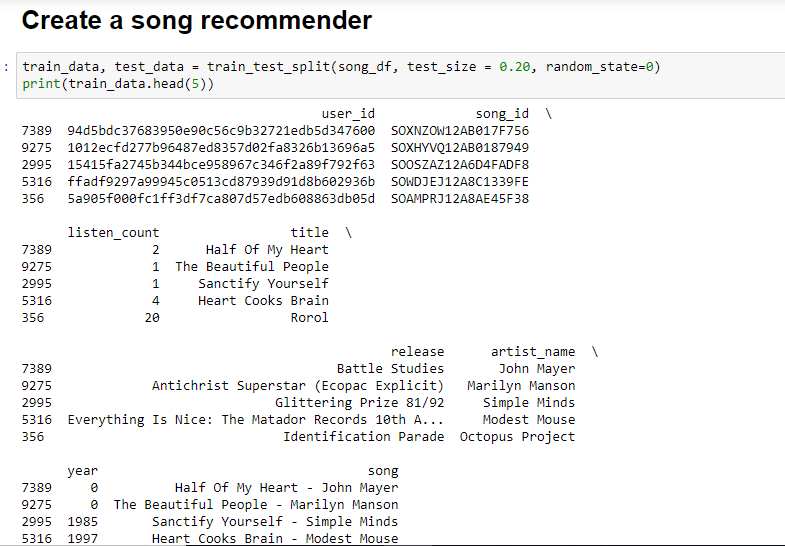 Create a song recommender
: train_data, test_data = train_test_split(song_df, test_size = 0.20, random_state=0)
print(train_data.head(5))
user_id song_id \
7389 94d5bdc37683950e90c56c9b32721edb5d347600 SOXNZOW12AB017F756
9275 1012ecfd277b96487ed8357d02fa8326b13696a5 SOXHYVQ12AB0187949
2995 15415fa2745b344bce958967c346f2a89f792f63 SOOSZAZ12A6D4FADF8
5316 ffadf9297a99945c0513cd87939d91d8b602936b SOWDJEJ12A8C1339FE
356 5a905f000fc1ff3df7ca807d57edb608863db05d SOAMPRJ12A8AE45F38
listen_count title \
7389 2 Half Of My Heart
9275 1 The Beautiful People
2995 1 Sanctify Yourself
5316 4 Heart Cooks Brain
356 20 Rorol
release artist_name \
7389 Battle Studies John Mayer
9275 Antichrist Superstar (Ecopac Explicit) Marilyn Manson
2995 Glittering Prize 81/92 Simple Minds
5316 Everything Is Nice: The Matador Records 10th A... Modest Mouse
356 Identification Parade Octopus Project
year song
7389 0 Half Of My Heart - John Mayer
9275 0 The Beautiful People - Marilyn Manson
2995 1985 Sanctify Yourself - Simple Minds
5316 1997 Heart Cooks Brain - Modest Mouse